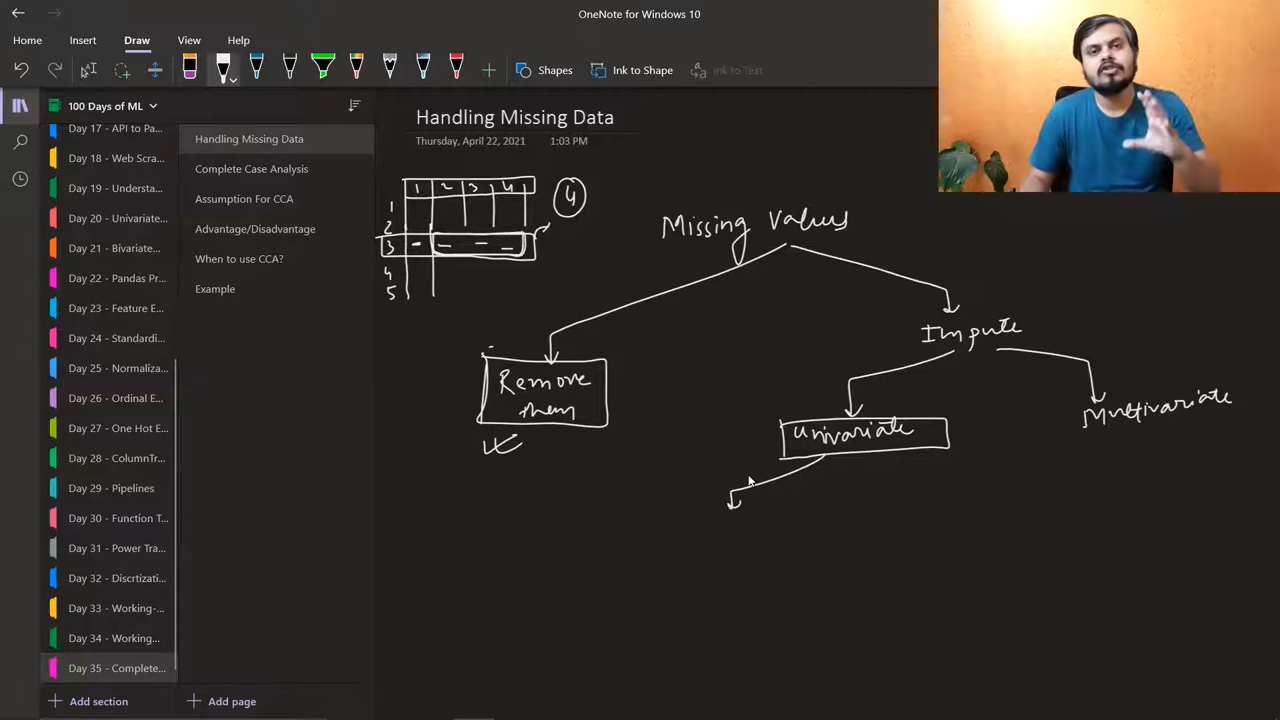 OneNote for Windows 10
Home Insert Draw View Help
Shapes Ink to Shape Ink to Text
100 Days of ML
Day 17 - API to Pa...
Day 18 - Web Scra...
Day 19 - Understa...
Day 20 - Univariate...
Day 21 - Bivariate...
Day 22 - Pandas Pr...
Day 23 - Feature E...
Day 24 - Standardi...
Day 25 - Normaliza...
Day 26 - Ordinal E...
Day 27 - One Hot E...
Day 28 - ColumnTr...
Day 29 - Pipelines
Day 30 - Function T...
Day 31 - Power Tra...
Day 32 - Discrtizati...
Day 33 - Working-...
Day 34 - Working...
Day 35 - Complete...
Add section
Handling Missing Data
Complete Case Analysis
Assumption For CCA
Advantage/Disadvantage
When to use CCA?
Example
Add page
Handling Missing Data
Thursday, April 22, 2021 1:03 PM
1 2 3 4
4
1
2
3
4
5
Missing Values
Remove
them
Impute
Univariate
Multivariate